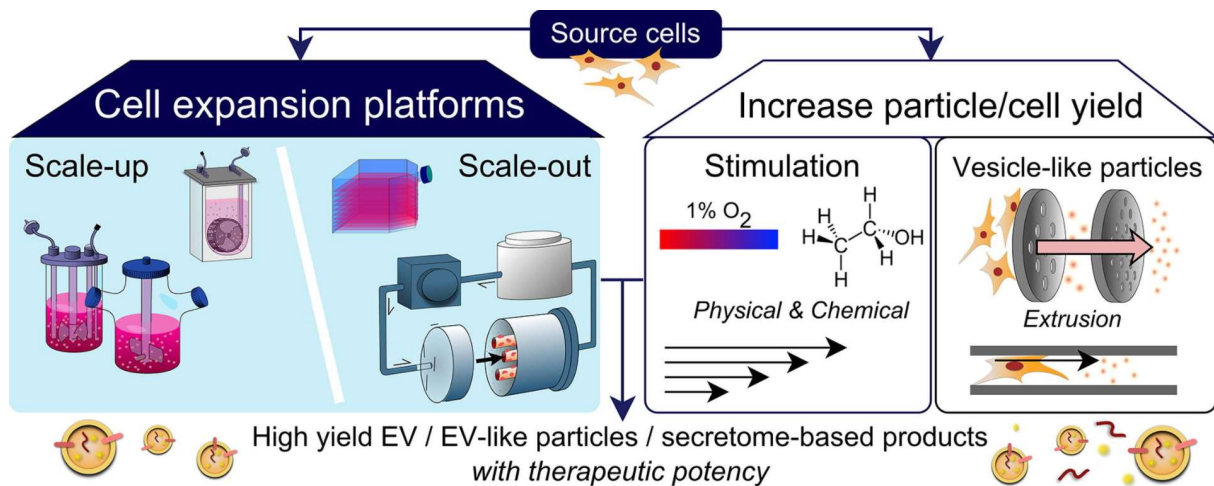 Source cells
Cell expansion platforms
Increase particle/cell yield
Scale-up
Scale-out
Stimulation
1% O2
H
H
H
C
C
OH
H
H
Physical & Chemical
Vesicle-like particles
Extrusion
High yield EV / EV-like particles / secretome-based products
with therapeutic potency